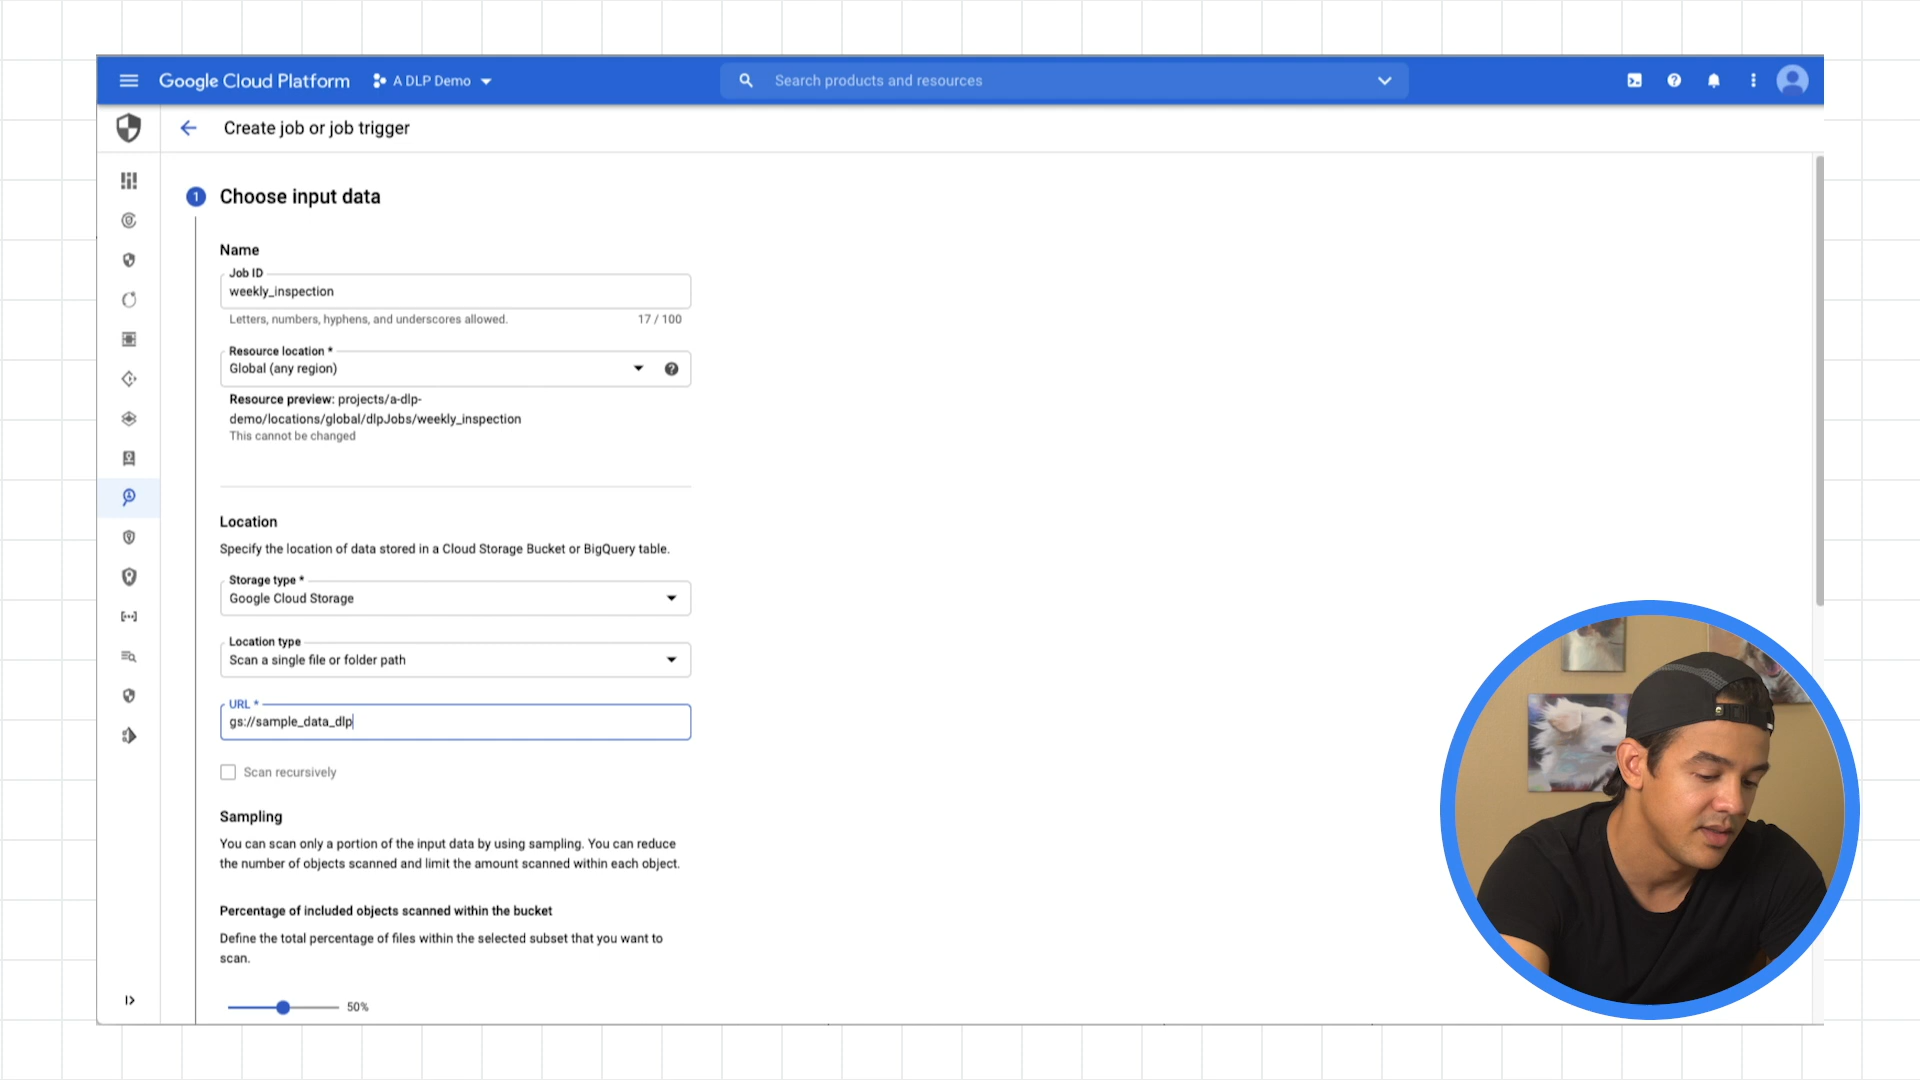 Google Cloud Platform
A DLP Demo
Search products and resources
Create job or job trigger
1
Choose input data
Name
Job ID
weekly_inspection
Letters, numbers, hyphens, and underscores allowed.
17 / 100
Resource location *
Global (any region)
Resource preview: projects/a-dlp-
demo/locations/global/dlpJobs/weekly_inspection
This cannot be changed
Location
Specify the location of data stored in a Cloud Storage Bucket or BigQuery table.
Storage type *
Google Cloud Storage
Location type
Scan a single file or folder path
URL *
gs://sample_data_dlp
Scan recursively
Sampling
You can scan only a portion of the input data by using sampling. You can reduce
the number of objects scanned and limit the amount scanned within each object.
Percentage of included objects scanned within the bucket
Define the total percentage of files within the selected subset that you want to
scan.
50%